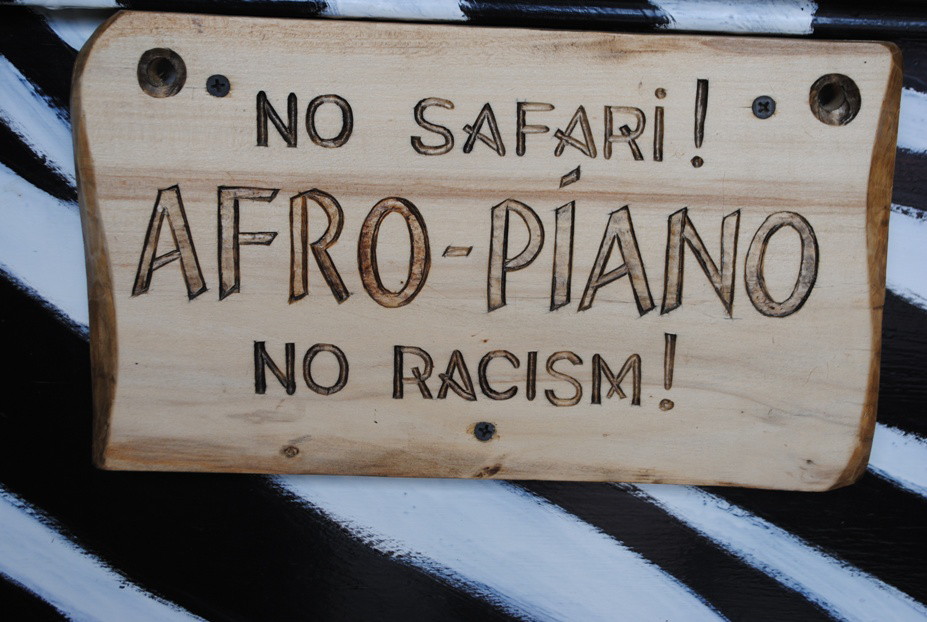 NO SAFARi!
AFRO-PÍANO
NO RACISM!